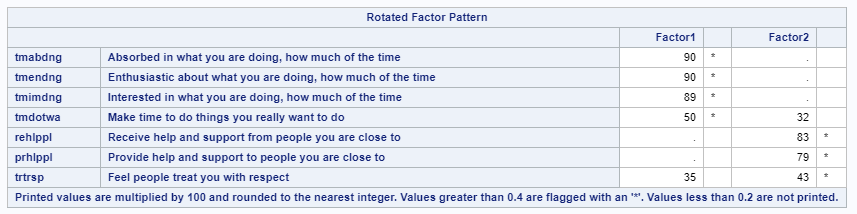 Rotated Factor Pattern
Factor1 Factor2
tmabdng Absorbed in what you are doing, how much of the time 90 * .
tmendng Enthusiastic about what you are doing, how much of the time 90 * .
tmimdng Interested in what you are doing, how much of the time 89 * .
tmdotwa Make time to do things you really want to do 50 * 32
rehlppl Receive help and support from people you are close to . 83 *
prhlppl Provide help and support to people you are close to . 79 *
trtrsp Feel people treat you with respect 35 43 *
Printed values are multiplied by 100 and rounded to the nearest integer. Values greater than 0.4 are flagged with an '*'. Values less than 0.2 are not printed.